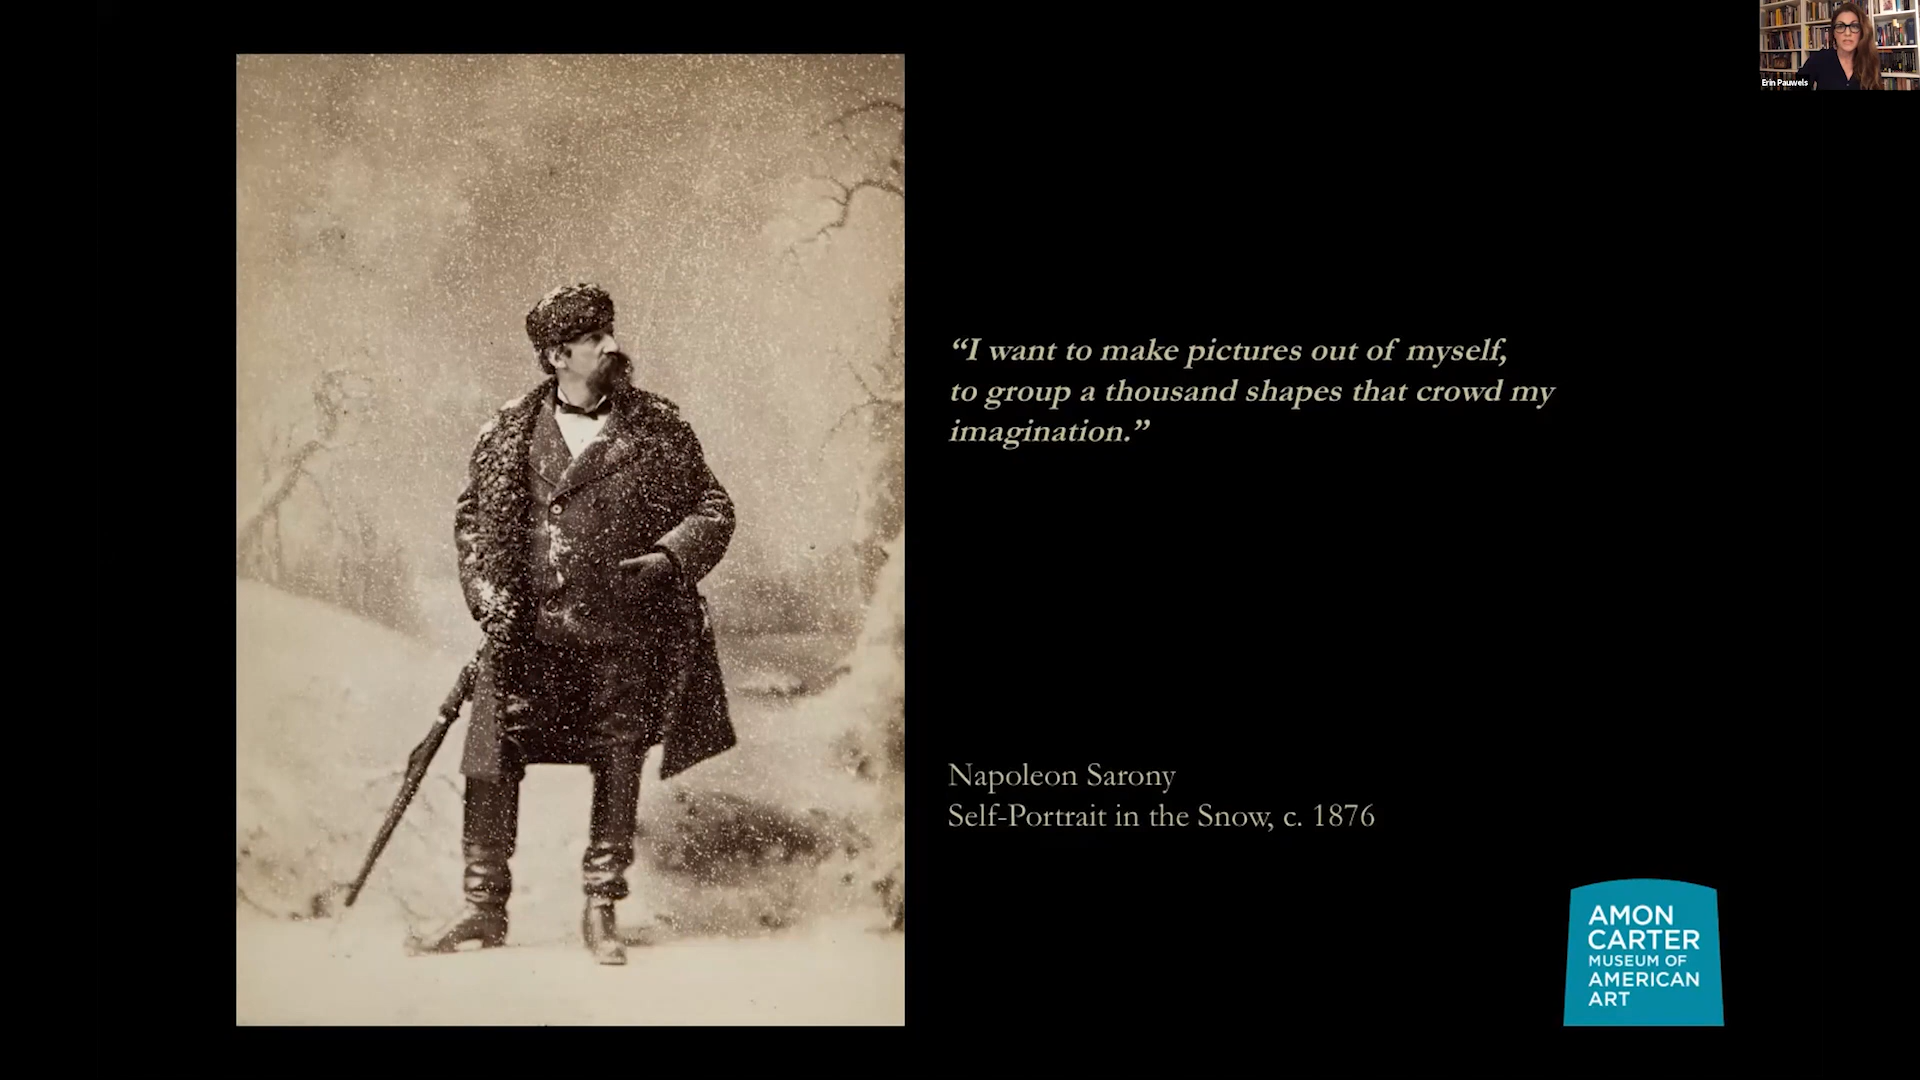 Erin Pauwels
“I want to make pictures out of myself,
to group a thousand shapes that crowd my
imagination.”
Napoleon Sarony
Self-Portrait in the Snow, c. 1876
AMON
CARTER
MUSEUM OF
AMERICAN
ART